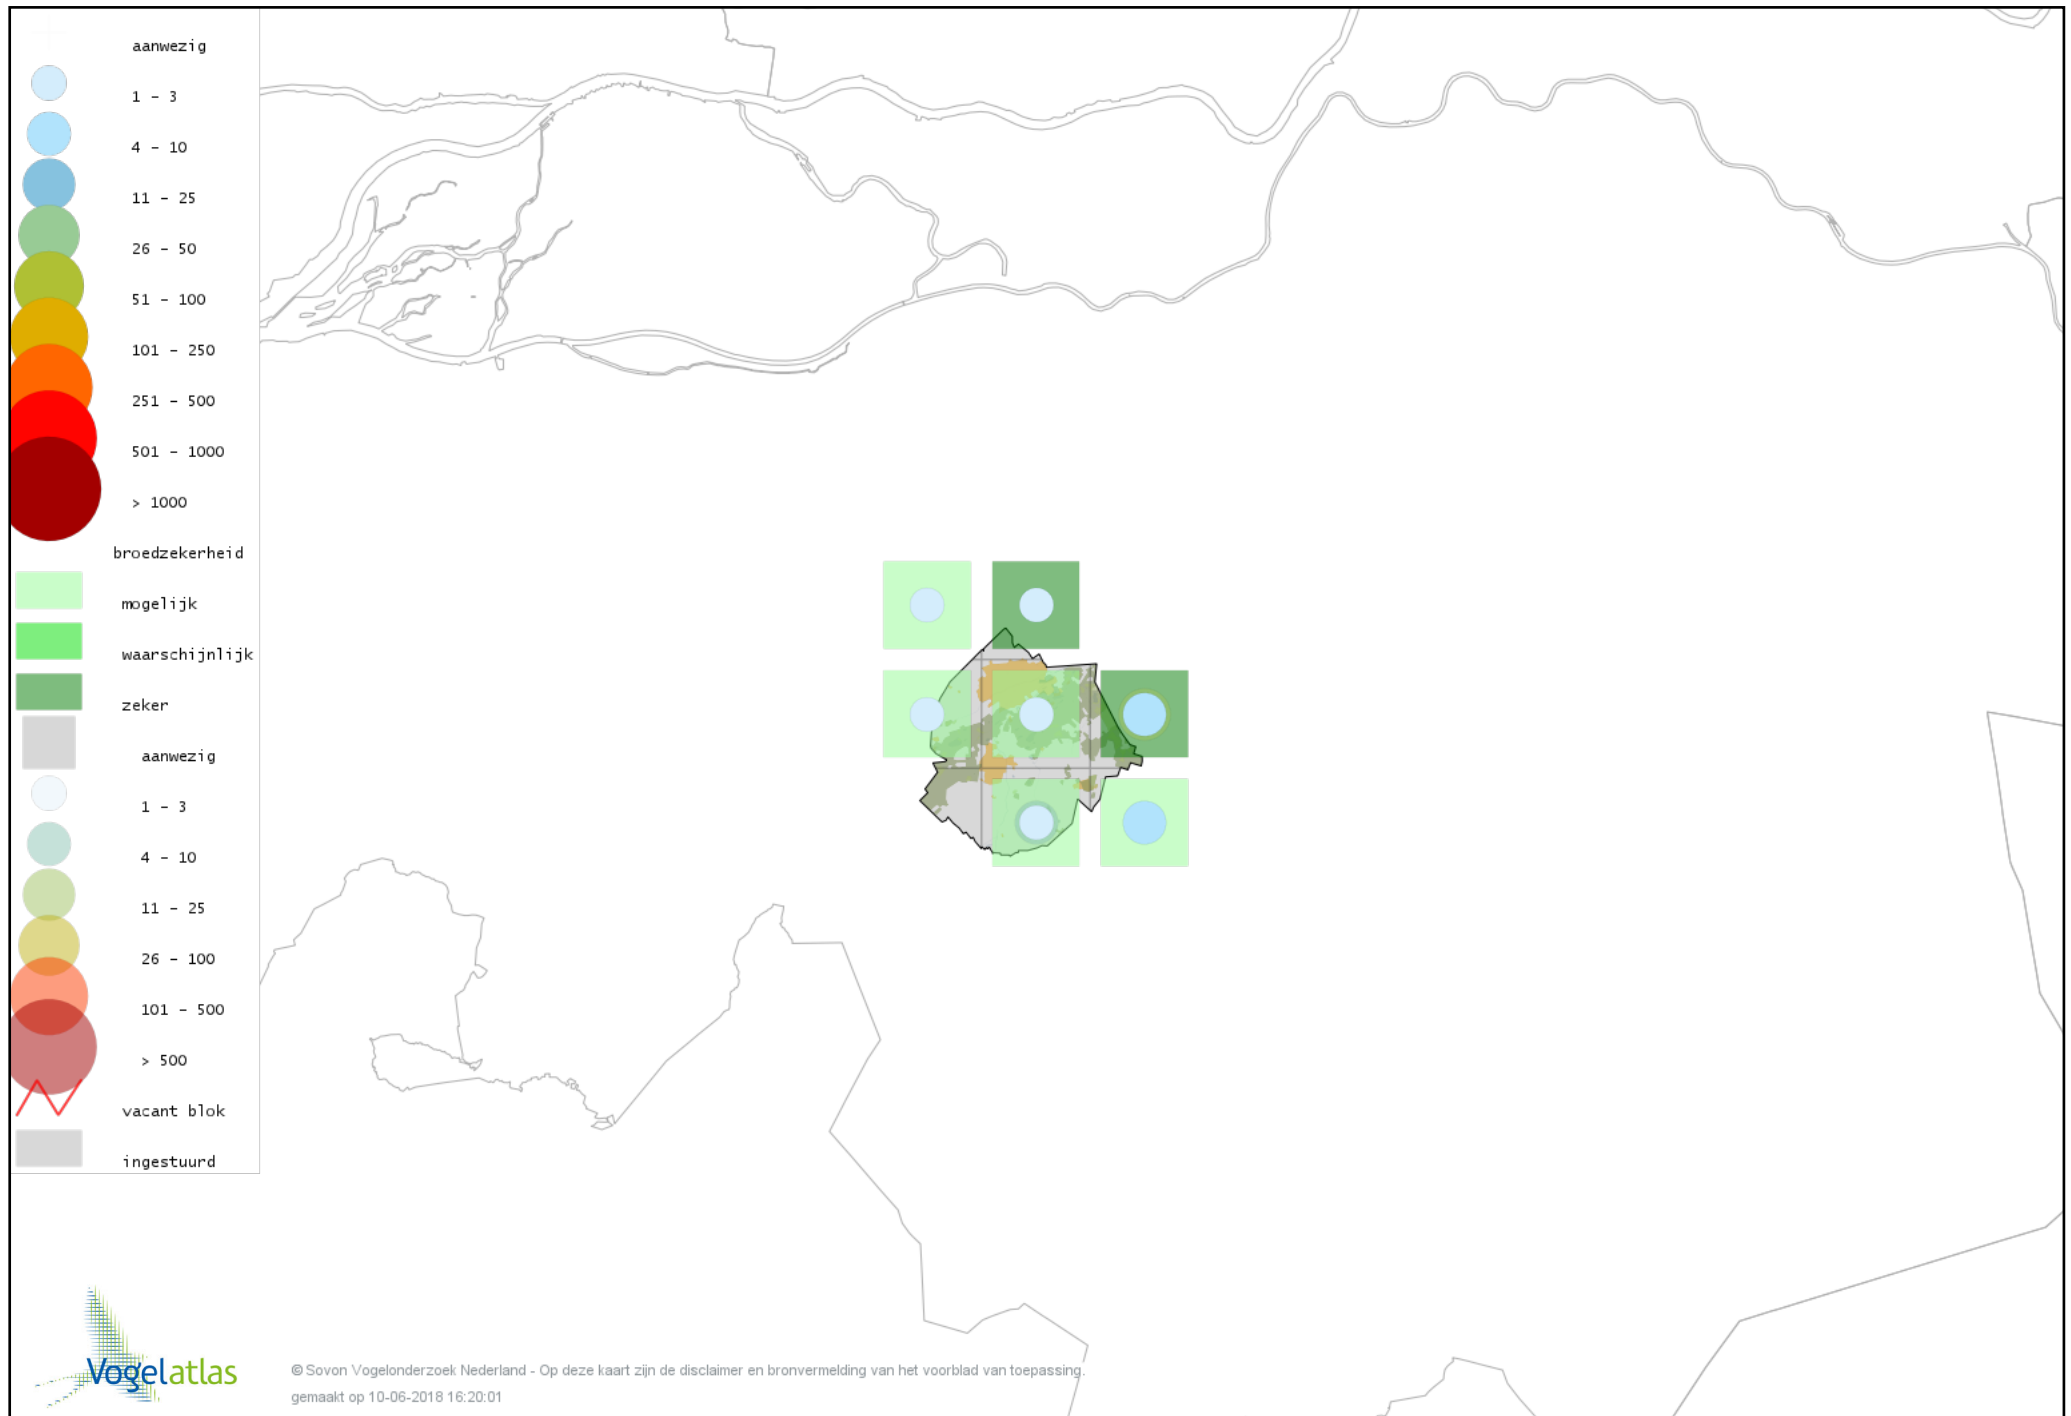 aanwezig
1 - 3
4 - 10
11 - 25
26 - 50
51 - 100
101 - 250
251 - 500
501 - 1000
> 1000
broedzekerheid
mogelijk
waarschijnlijk
zeker
aanwezig
1 - 3
4 - 10
11 - 25
26 - 100
101 - 500
> 500
vacant blok
ingestuurd
Vogelatlas
© Sovon Vogelonderzoek Nederland - Op deze kaart zijn de disclaimer en bronvermelding van het voorblad van toepassing.
gemaakt op 10-06-2018 16:20:01